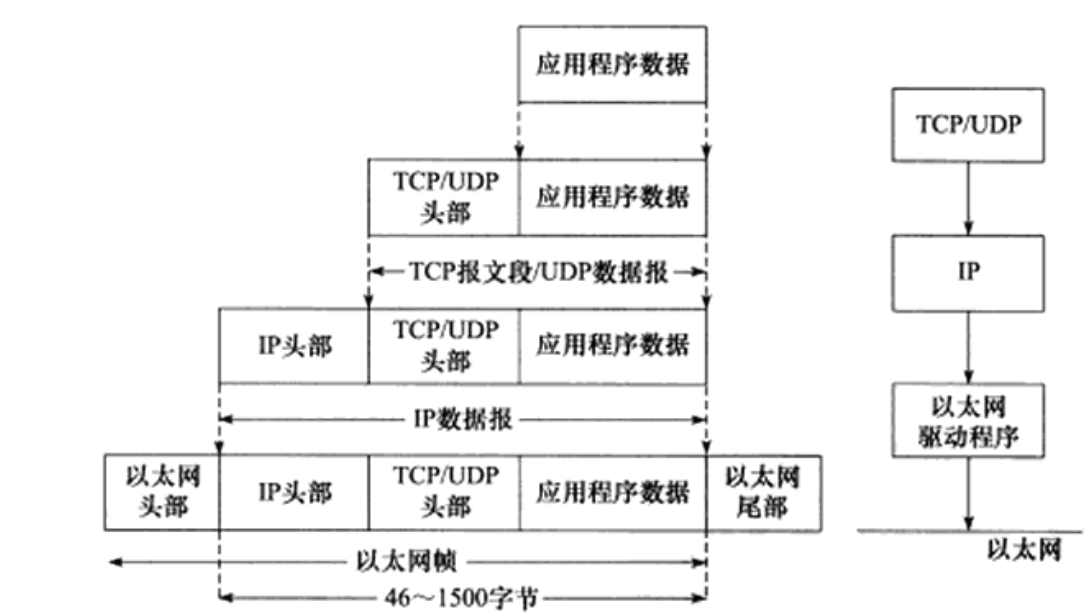 应用程序数据
TCP/UDP
头部
应用程序数据
TCP报文段/UDP数据报
IP头部
TCP/UDP
头部
应用程序数据
IP数据报
以太网
头部
IP头部
TCP/UDP
头部
应用程序数据
以太网
尾部
以太网帧
46～1500字节
TCP/UDP
IP
以太网
驱动程序
以太网